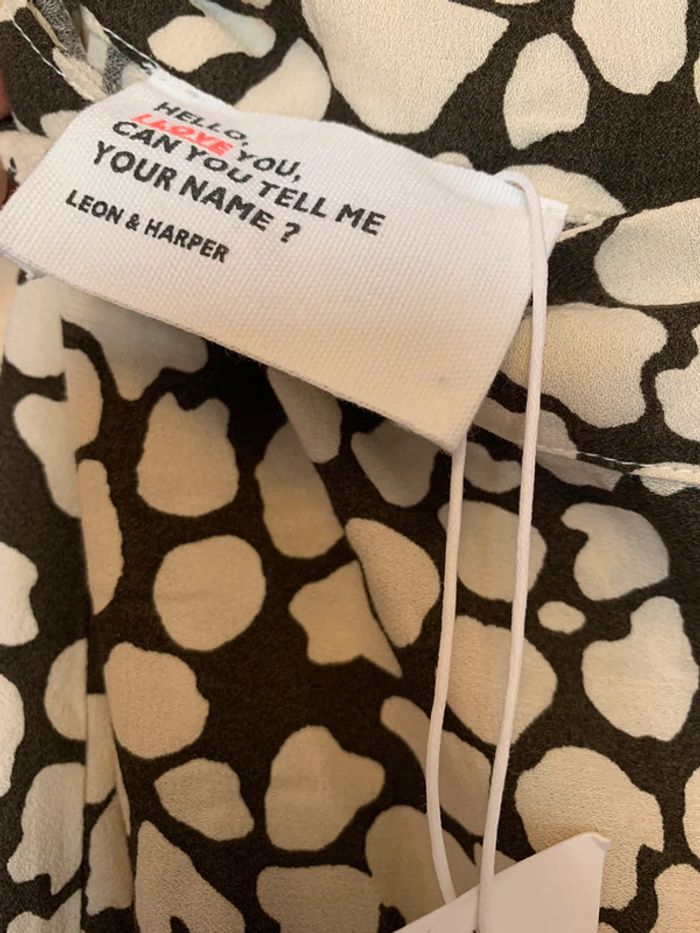 HELLO,
I LOVE YOU,
CAN YOU TELL ME
YOUR NAME ?
LEON & HARPER